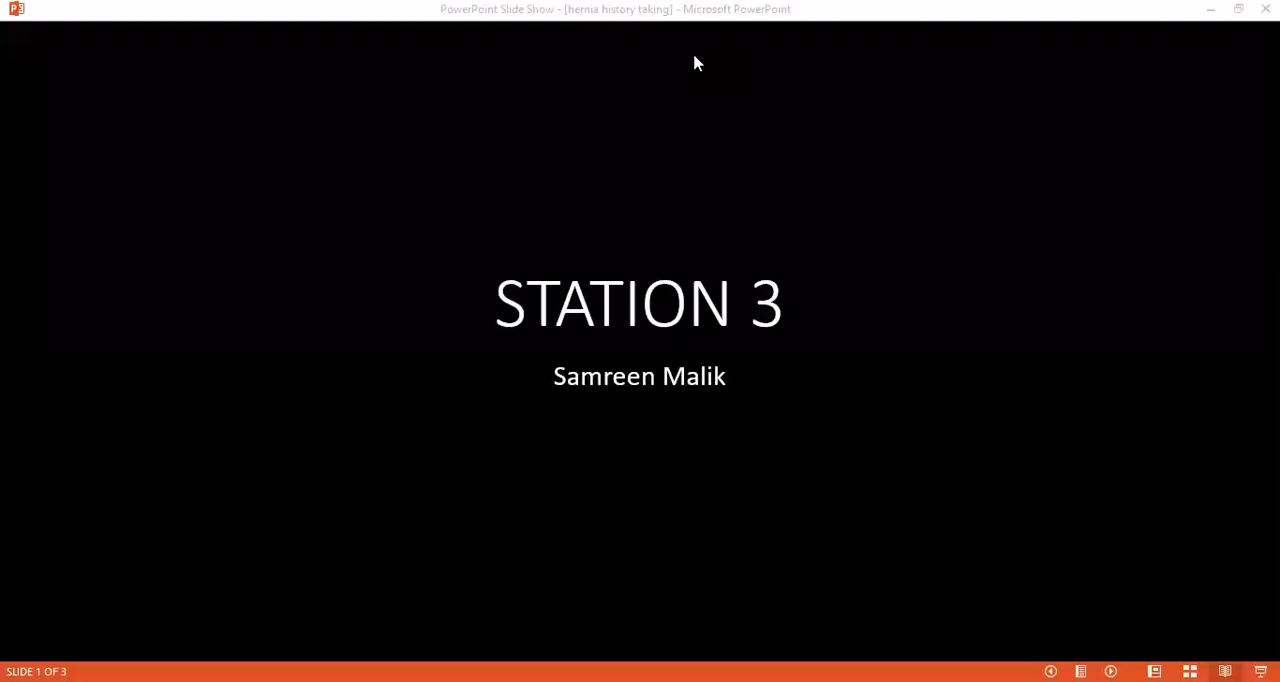 PowerPoint Slide Show - [hernia history taking] - Microsoft PowerPoint
STATION 3
Samreen Malik
SLIDE 1 OF 3